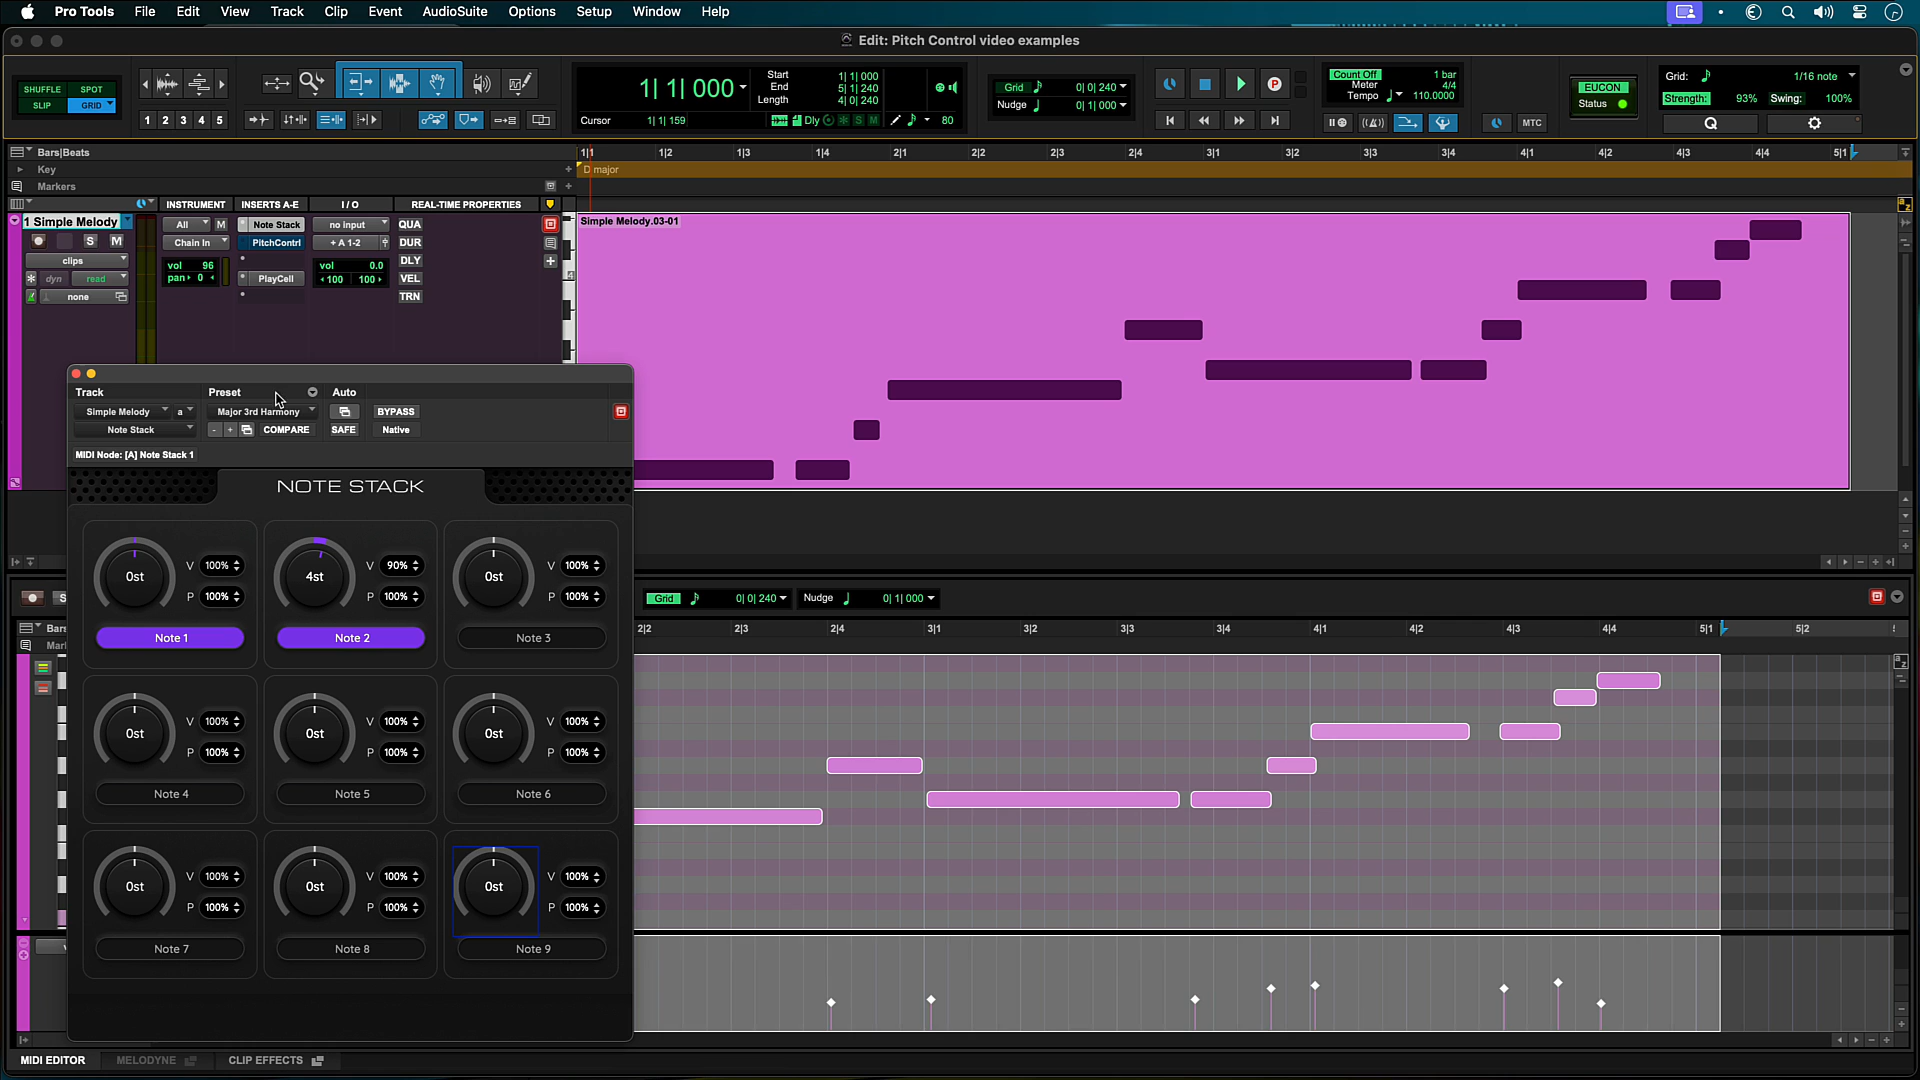 Pro Tools File Edit View Track Clip Event AudioSuite Options Setup Window Help
Edit: Pitch Control video examples
SHUFFLE SPOT
SLIP GRID
1 2 3 4 5
1| 1| 000
Start 1| 1| 000
End 5| 1| 240
Length 4| 0| 240
Cursor 1| 1| 159
Dly S M 80
Grid 0| 0| 240
Nudge 0| 1| 000
Count Off 1 bar
Meter 4/4
Tempo 110.0000
MTC
EUCON
Status
Grid: 1/16 note
Strength: 93% Swing: 100%
Q
Bars|Beats 1|1 1|2 1|3 1|4 2|1 2|2 2|3 2|4 3|1 3|2 3|3 3|4 4|1 4|2 4|3 4|4 5|1
Key D major
Markers
INSTRUMENT INSERTS A-E I / O REAL-TIME PROPERTIES
1 Simple Melody All M Note Stack no input QUA
S M Chain In PitchContrl + A 1-2 DUR
clips vol 96 vol 0.0 DLY
dyn read pan 0 PlayCell 100 100 VEL
none TRN
Simple Melody.03-01
4
Track Preset Auto
Simple Melody a Major 3rd Harmony BYPASS
Note Stack - + COMPARE SAFE Native
MIDI Node: [A] Note Stack 1
NOTE STACK
0st V 100% P 100% 4st V 90% P 100% 0st V 100% P 100%
Note 1 Note 2 Note 3
0st V 100% P 100% 0st V 100% P 100% 0st V 100% P 100%
Note 4 Note 5 Note 6
0st V 100% P 100% 0st V 100% P 100% 0st V 100% P 100%
Note 7 Note 8 Note 9
S Grid 0| 0| 240 Nudge 0| 1| 000
Bars 2|2 2|3 2|4 3|1 3|2 3|3 3|4 4|1 4|2 4|3 4|4 5|1 5|2
Mark
MIDI EDITOR MELODYNE CLIP EFFECTS